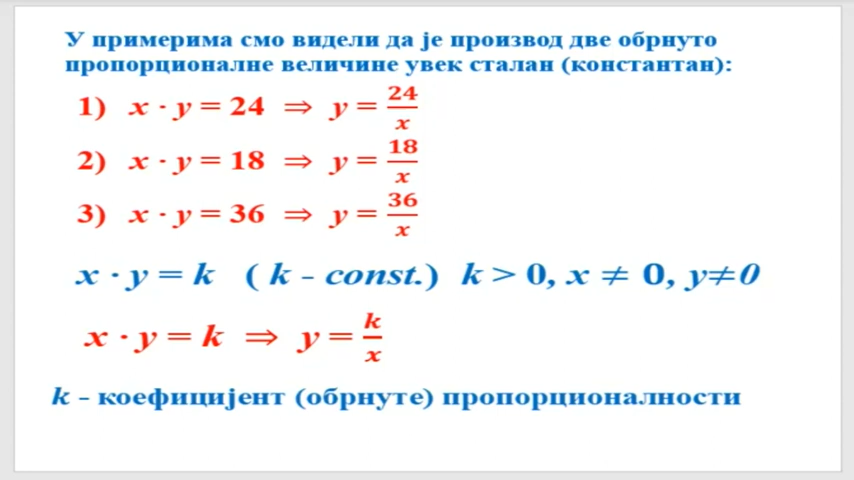 У примерима смо видели да је производ две обрнуто
пропорционалне величине увек сталан (константан):
1) x · y = 24 ⇒ y = 24/x
2) x · y = 18 ⇒ y = 18/x
3) x · y = 36 ⇒ y = 36/x
x · y = k ( k - const.) k > 0, x ≠ 0, y≠0
x · y = k ⇒ y = k/x
k - коефицијент (обрнуте) пропорционалности